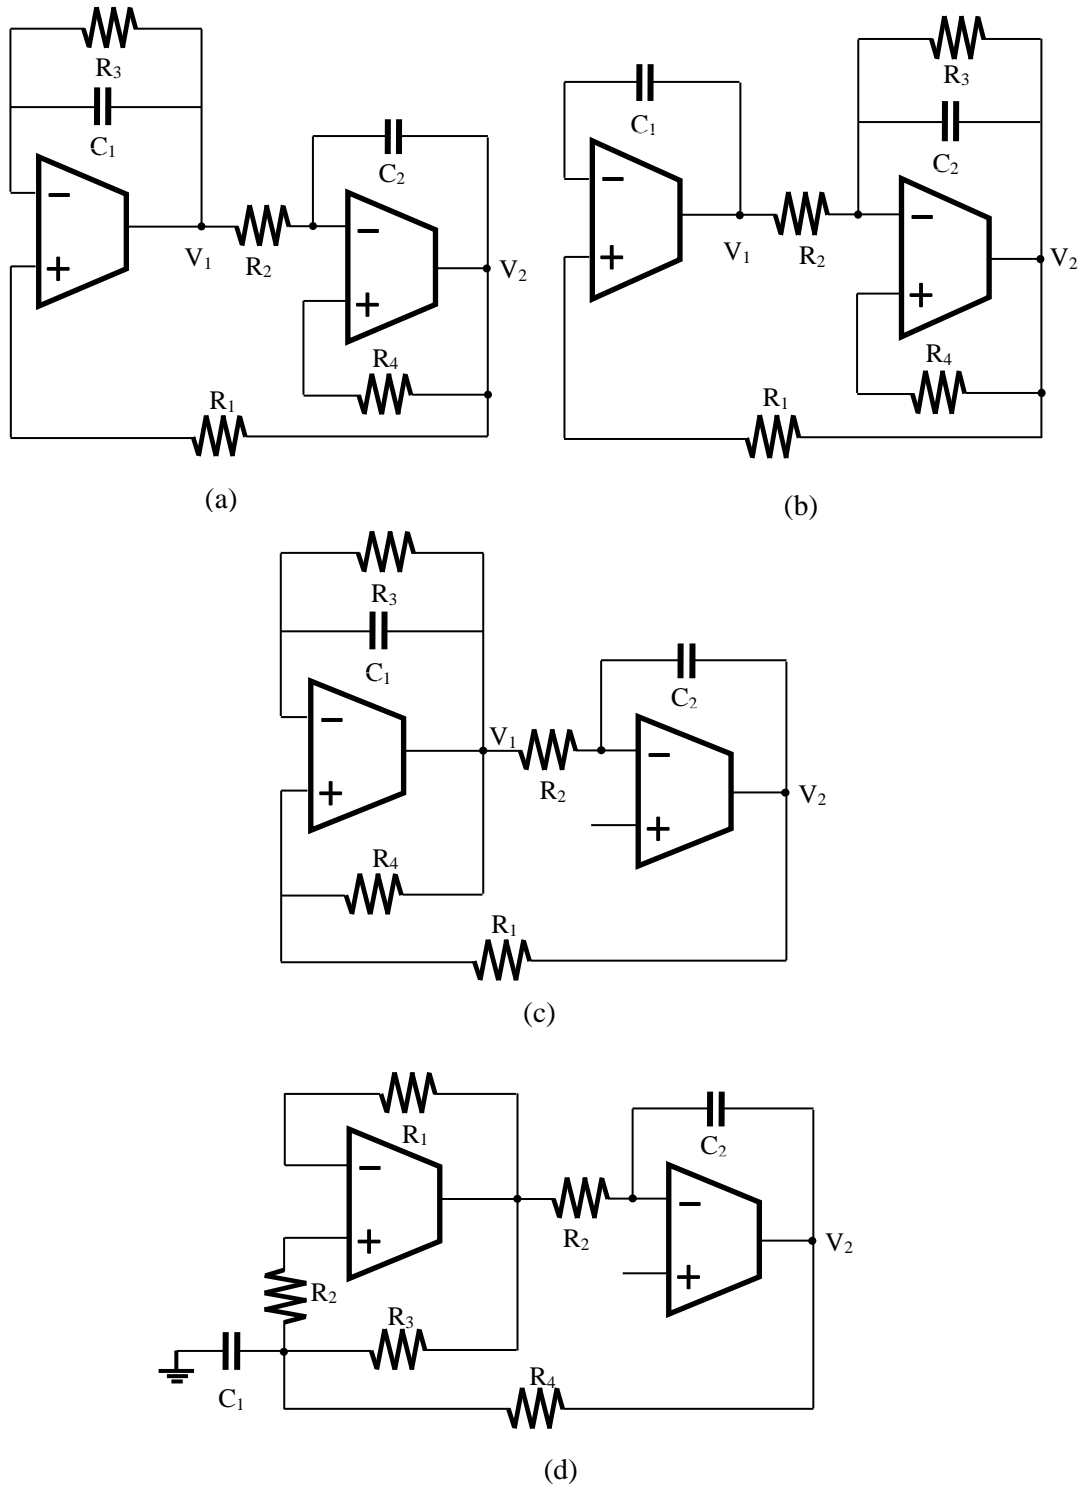 R₃
C₁
C₂
V₁
R₂
V₂
R₄
R₁
(a)
R₃
C₁
C₂
V₁
R₂
V₂
R₄
R₁
(b)
R₃
C₁
C₂
V₁
R₂
V₂
R₄
R₁
(c)
R₁
C₂
R₂
V₂
R₂
R₃
C₁
R₄
(d)